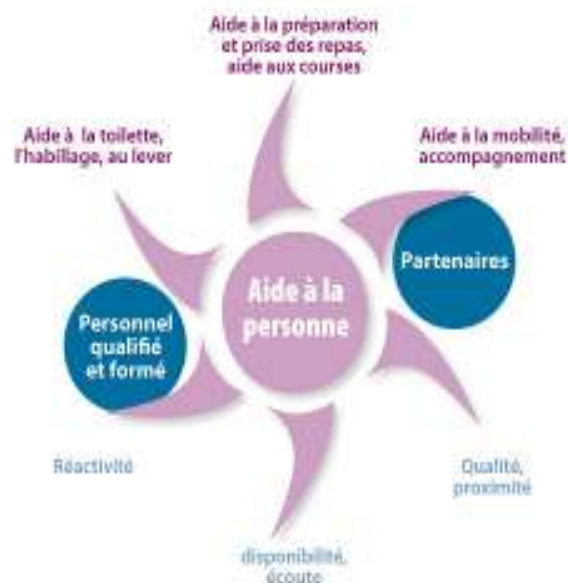 Aide à la préparation
et prise des repas,
aide aux courses
Aide à la toilette,
l'habillage, au lever
Aide à la mobilité,
accompagnement
Partenaires
Aide à la
personne
Personnel
qualifié
et formé
Réactivité
Qualité,
proximité
disponibilité,
écoute